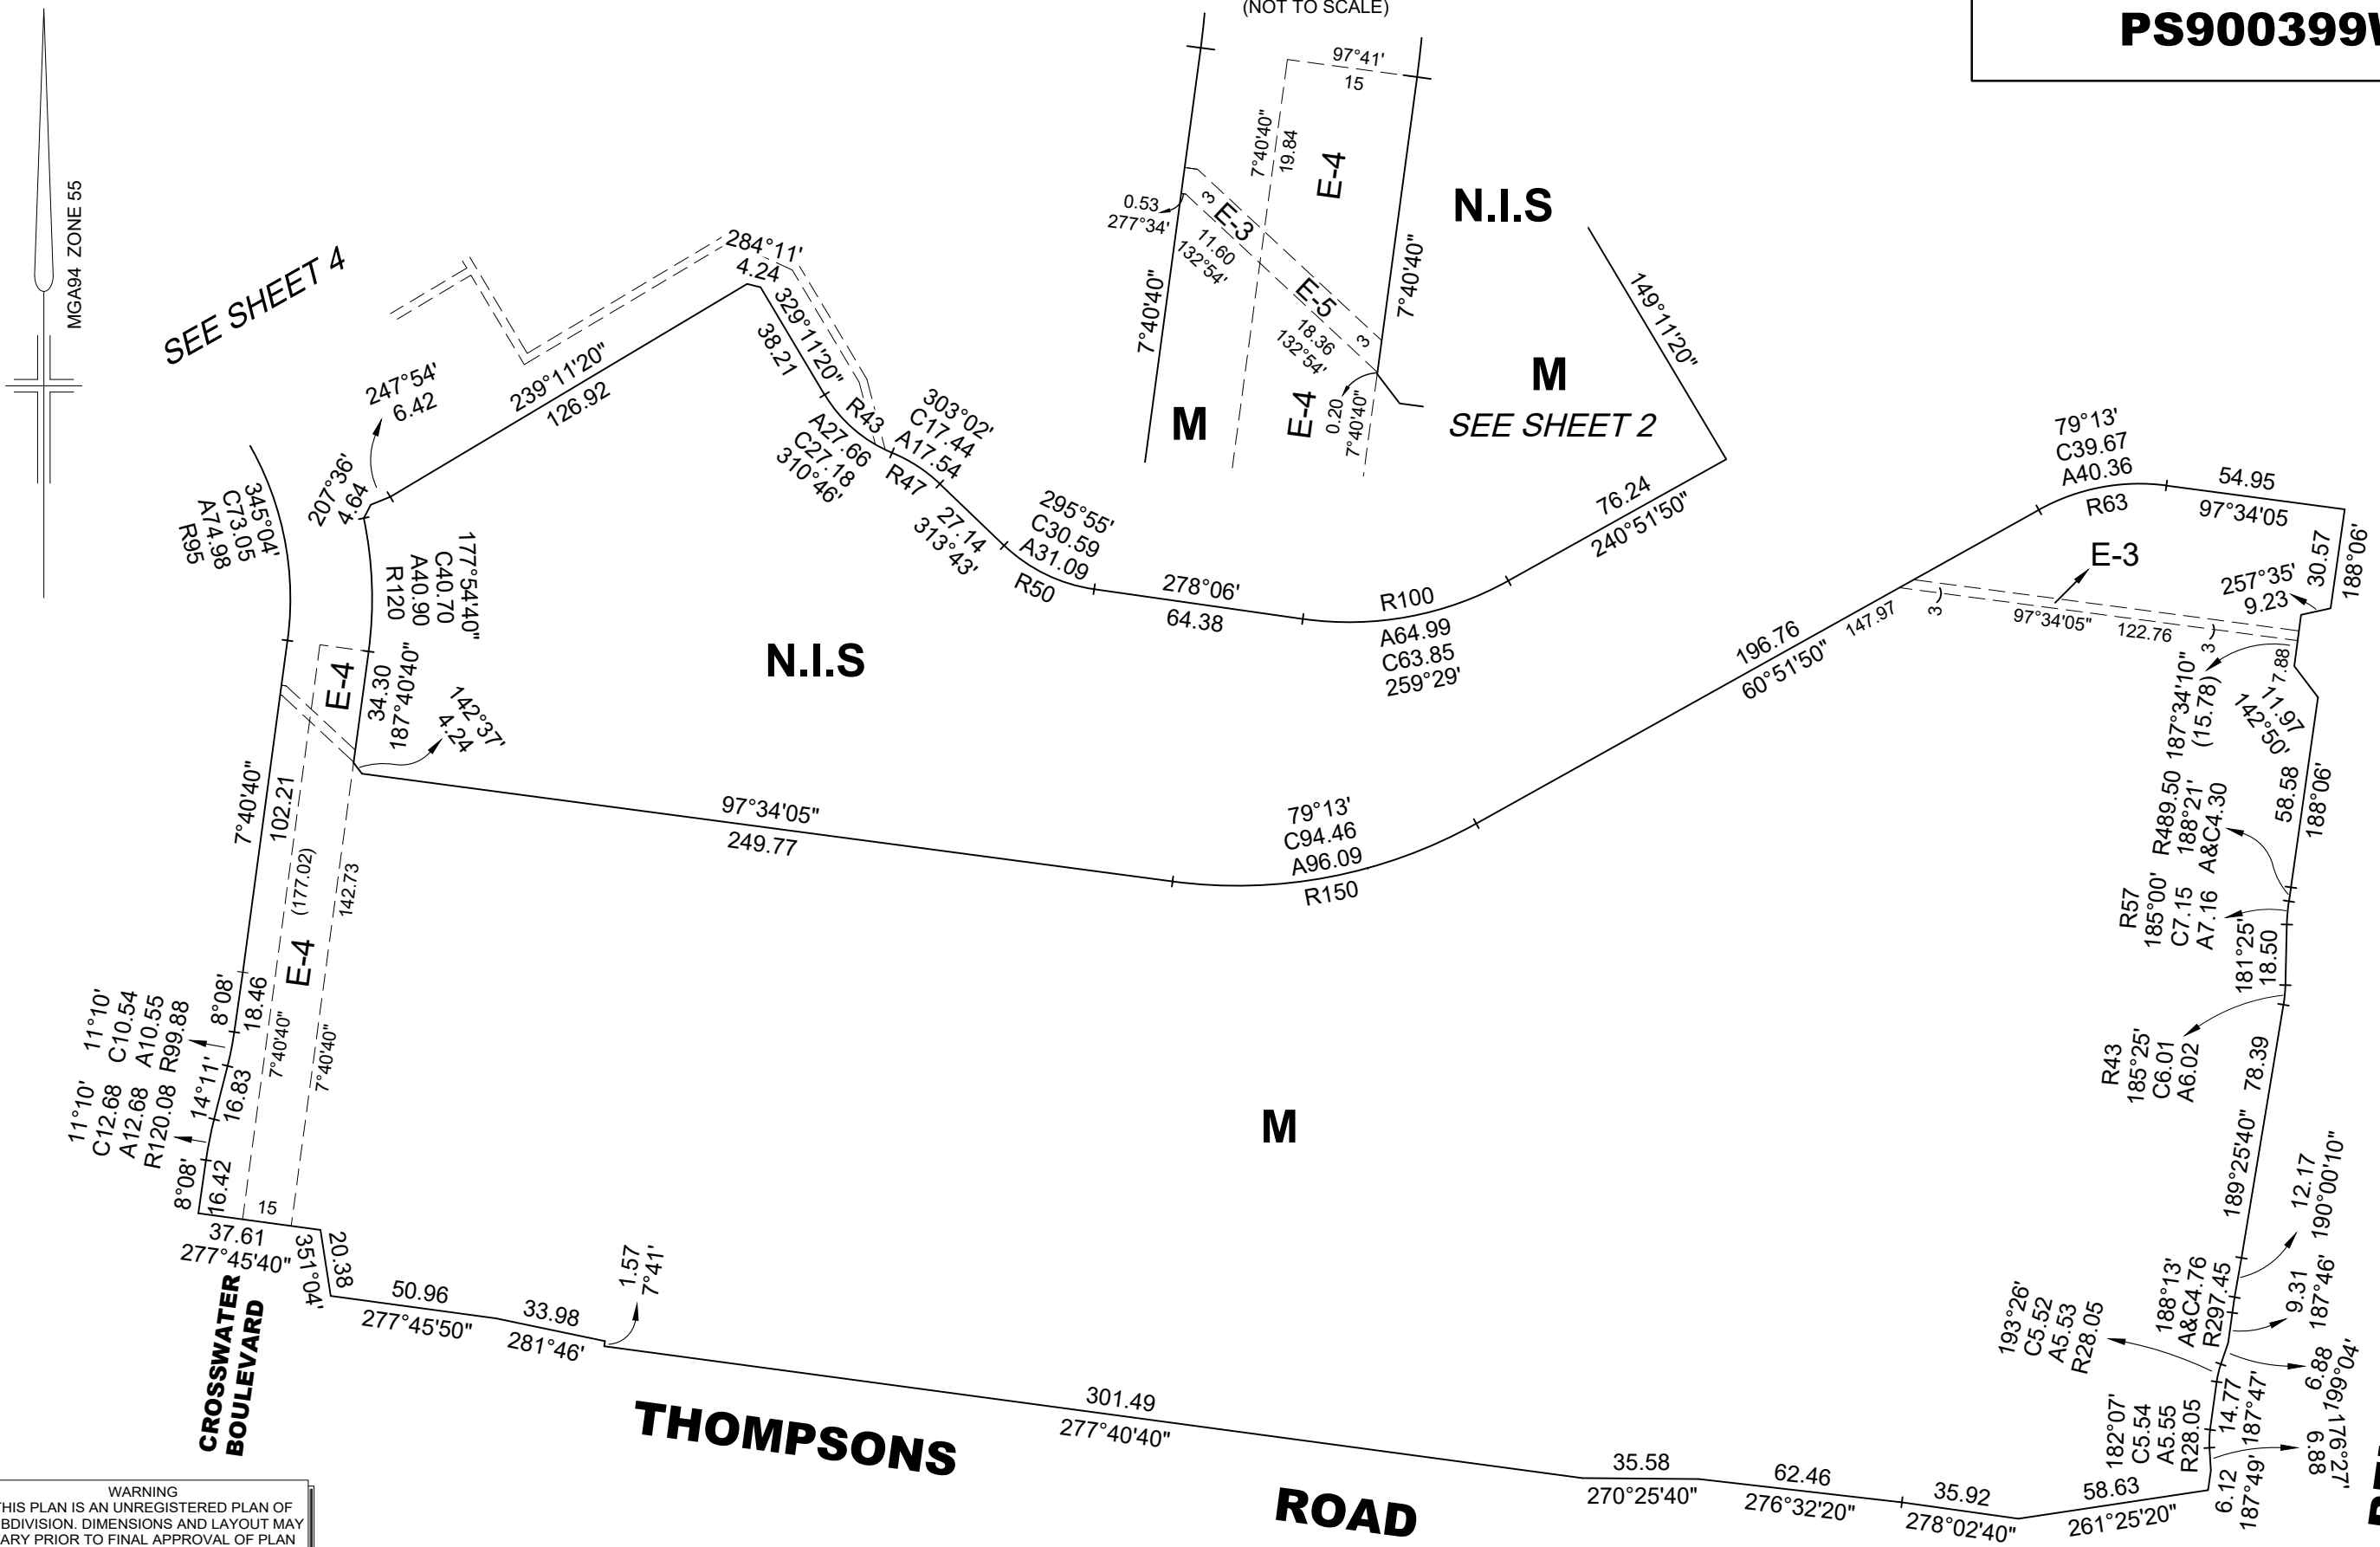 (NOT TO SCALE)
PS900399
MGA94 ZONE 55
SEE SHEET 4
97°41'
15
7°40'40"
19.84
E-4
N.I.S
0.53
277°34'
3
E-3
11.60
132°54'
E-5
18.36
132°54'
3
7°40'40"
7°40'40"
M
E-4
0.20
7°40'40"
M
SEE SHEET 2
149°11'20"
284°11'
4.24
329°11'20"
38.21
239°11'20"
126.92
247°54'
6.42
207°36'
4.64
345°04'
C73.05
A74.98
R95
177°54'40"
C40.70
A40.90
R120
R43
A27.66
C27.18
310°46'
303°02'
C17.44
A17.54
R47
27.14
313°43'
295°55'
C30.59
A31.09
R50
278°06'
64.38
R100
A64.99
C63.85
259°29'
76.24
240°51'50"
79°13'
C39.67
A40.36
R63
54.95
97°34'05
E-3
30.57
188°06'
257°35'
9.23
196.76
60°51'50"
147.97
3
97°34'05"
122.76
3
7.88
187°34'10"
(15.78)
11.97
142°50'
N.I.S
E-4
34.30
187°40'40"
142°37'
4.24
7°40'40"
102.21
97°34'05"
249.77
79°13'
C94.46
A96.09
R150
58.58
188°06'
R489.50
188°21'
A&C4.30
R57
185°00'
C7.15
A7.16
181°25'
18.50
R43
185°25'
C6.01
A6.02
78.39
189°25'40"
(177.02)
142.73
E-4
8°08'
18.46
7°40'40"
7°40'40"
11°10'
C10.54
A10.55
R99.88
14°11'
16.83
11°10'
C12.68
A12.68
R120.08
8°08'
16.42
15
37.61
277°45'40"
351°04'
20.38
M
12.17
190°00'10"
9.31
187°46'
188°13'
A&C4.76
R297.45
193°26'
C5.52
A5.53
R28.05
6.88
199°04'
14.77
187°47'
182°07'
C5.54
A5.55
R28.05
176°27'
6.88
6.12
187°49'
50.96
277°45'50"
33.98
281°46'
1.57
7°41'
301.49
277°40'40"
35.58
270°25'40"
62.46
276°32'20"
35.92
278°02'40"
58.63
261°25'20"
CROSSWATER
BOULEVARD
THOMPSONS
ROAD
WARNING
THIS PLAN IS AN UNREGISTERED PLAN OF
BDIVISION. DIMENSIONS AND LAYOUT MAY
ARY PRIOR TO FINAL APPROVAL OF PLAN